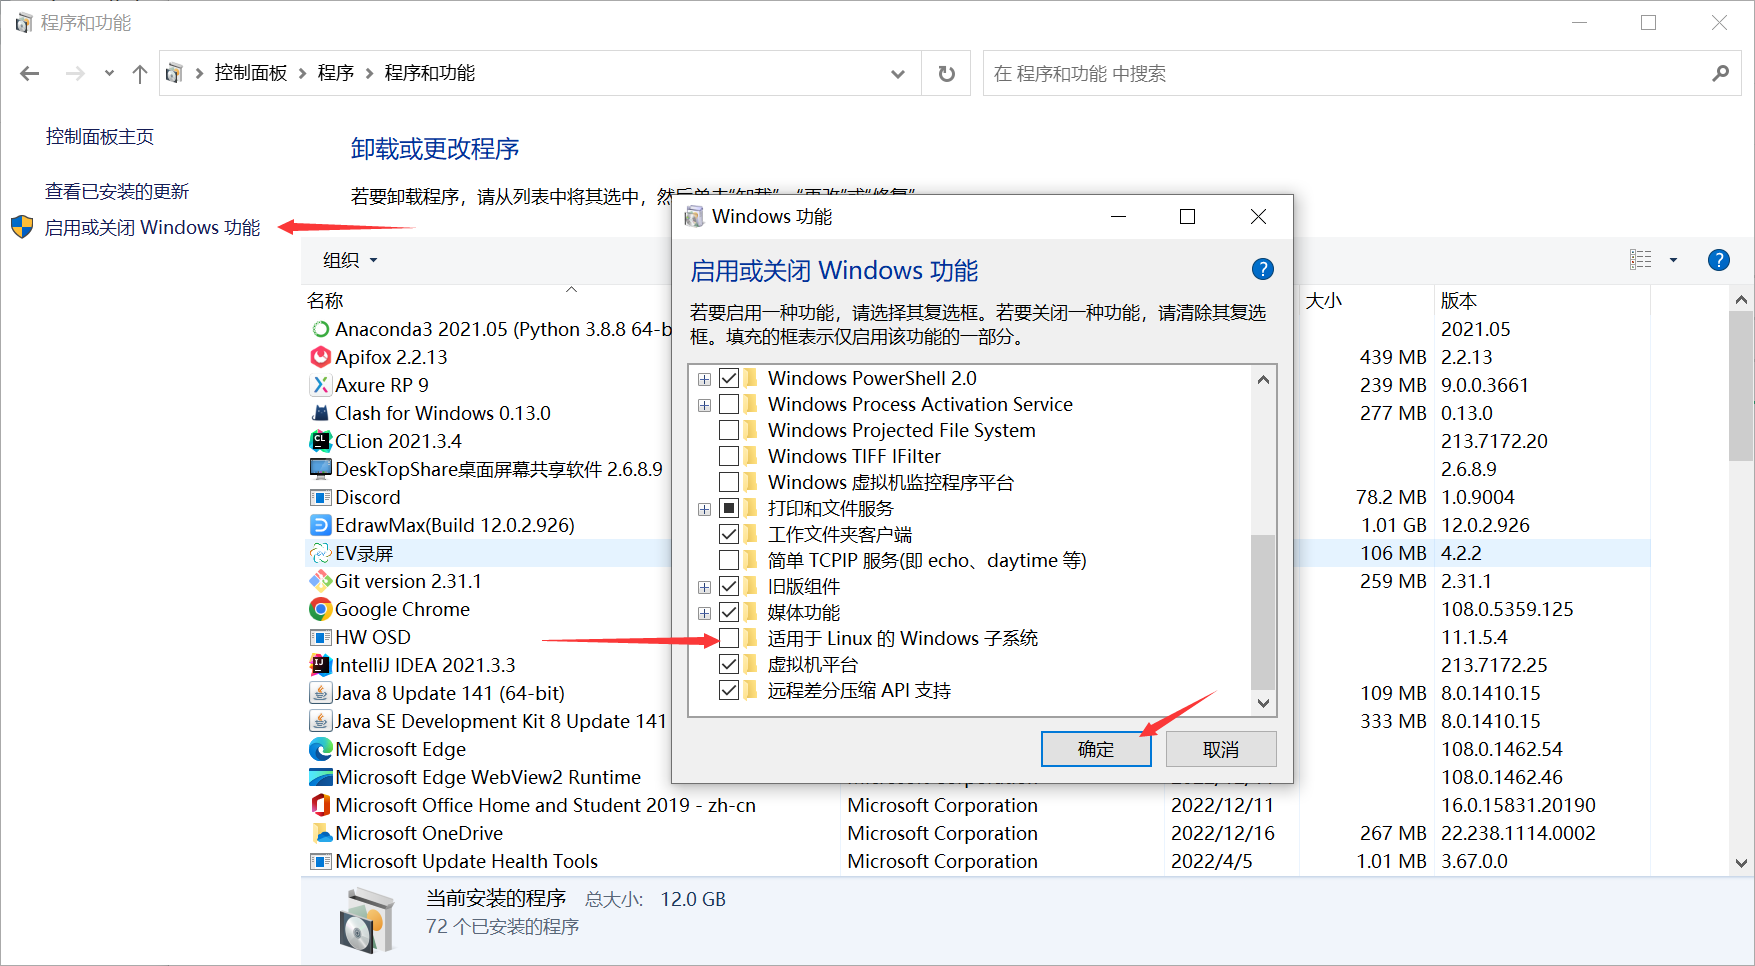 程序和功能
控制面板 程序 程序和功能
在 程序和功能 中搜索
控制面板主页
查看已安装的更新
启用或关闭 Windows 功能
卸载或更改程序
若要卸载程序，请从列表中将其选中，然后单击“卸载”、“更改”或“修复”。
组织
名称 大小 版本
Anaconda3 2021.05 (Python 3.8.8 64-b 2021.05
Apifox 2.2.13 439 MB 2.2.13
Axure RP 9 239 MB 9.0.0.3661
Clash for Windows 0.13.0 277 MB 0.13.0
CLion 2021.3.4 213.7172.20
DeskTopShare桌面屏幕共享软件 2.6.8.9 2.6.8.9
Discord 78.2 MB 1.0.9004
EdrawMax(Build 12.0.2.926) 1.01 GB 12.0.2.926
EV录屏 106 MB 4.2.2
Git version 2.31.1 259 MB 2.31.1
Google Chrome 108.0.5359.125
HW OSD 11.1.5.4
IntelliJ IDEA 2021.3.3 213.7172.25
Java 8 Update 141 (64-bit) 109 MB 8.0.1410.15
Java SE Development Kit 8 Update 141 333 MB 8.0.1410.15
Microsoft Edge 108.0.1462.54
Microsoft Edge WebView2 Runtime 108.0.1462.46
Microsoft Office Home and Student 2019 - zh-cn Microsoft Corporation 2022/12/11 16.0.15831.20190
Microsoft OneDrive Microsoft Corporation 2022/12/16 267 MB 22.238.1114.0002
Microsoft Update Health Tools Microsoft Corporation 2022/4/5 1.01 MB 3.67.0.0
当前安装的程序 总大小: 12.0 GB
72 个已安装的程序
Windows 功能
启用或关闭 Windows 功能
若要启用一种功能，请选择其复选框。若要关闭一种功能，请清除其复选
框。填充的框表示仅启用该功能的一部分。
Windows PowerShell 2.0
Windows Process Activation Service
Windows Projected File System
Windows TIFF IFilter
Windows 虚拟机监控程序平台
打印和文件服务
工作文件夹客户端
简单 TCPIP 服务(即 echo、daytime 等)
旧版组件
媒体功能
适用于 Linux 的 Windows 子系统
虚拟机平台
远程差分压缩 API 支持
确定 取消